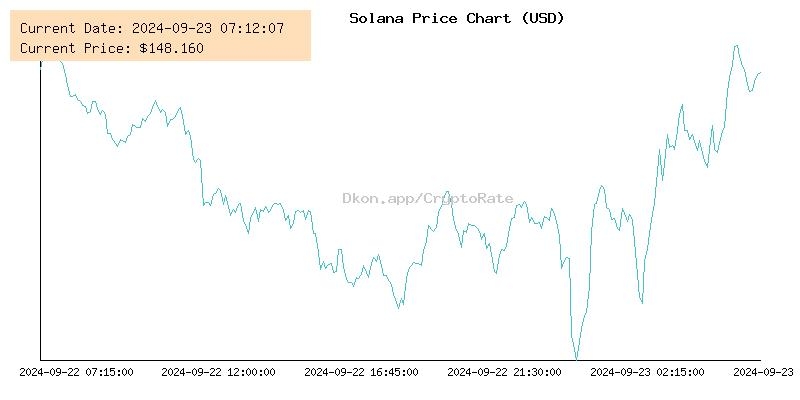 Solana Price Chart (USD)
Current Date: 2024-09-23 07:12:07
Current Price: $148.160
Dkon.app/CryptoRate
2024-09-22 07:15:00
2024-09-22 12:00:00
2024-09-22 16:45:00
2024-09-22 21:30:00
2024-09-23 02:15:00
2024-09-23